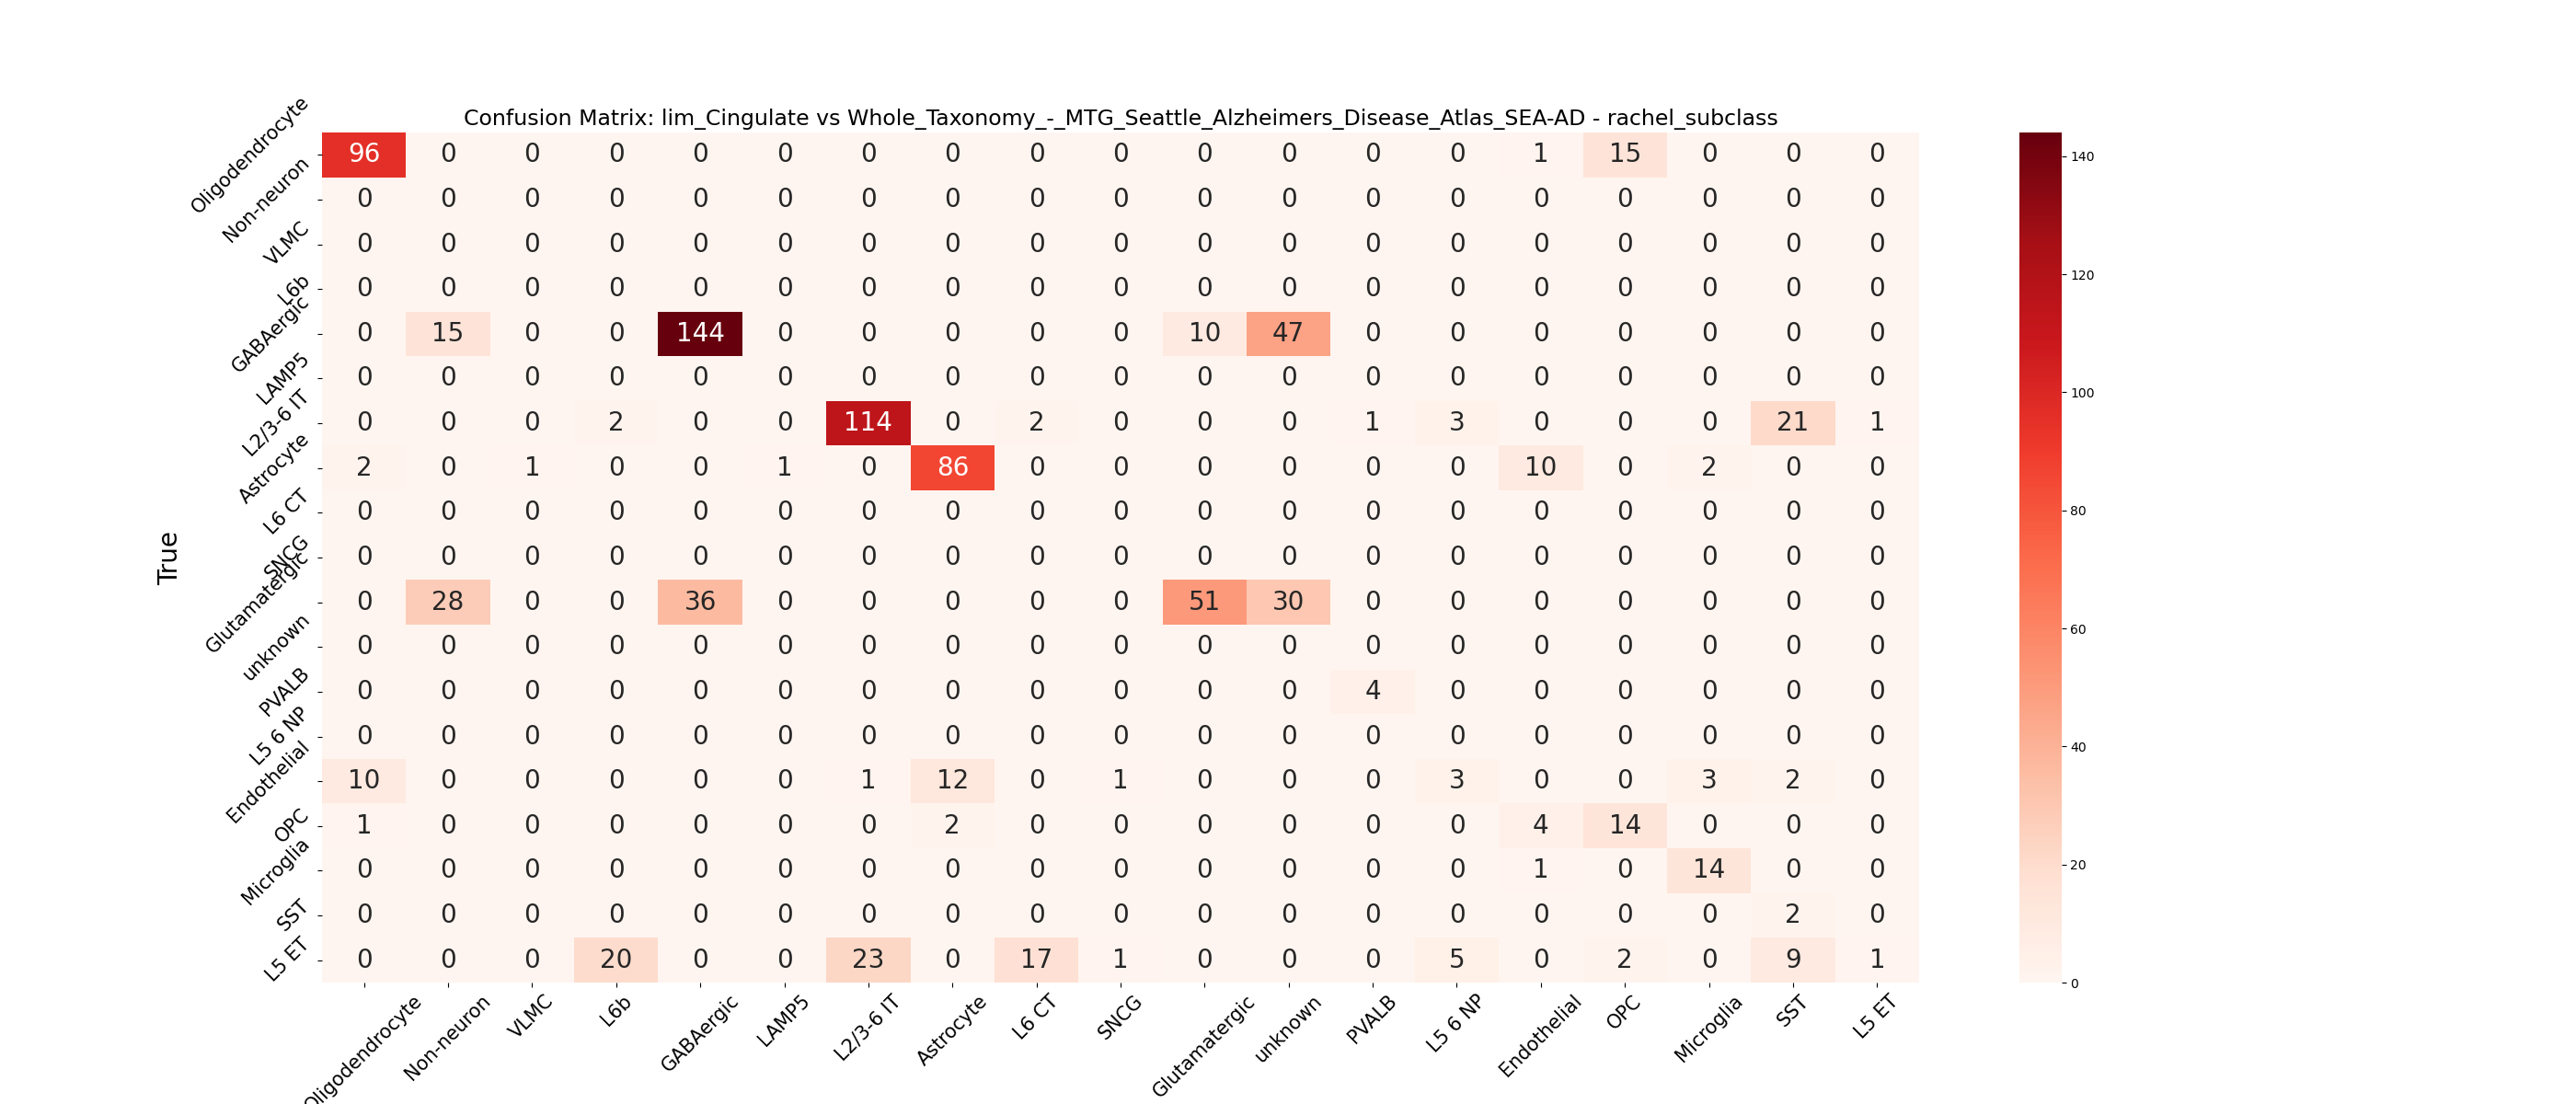 Confusion Matrix: lim_Cingulate vs Whole_Taxonomy_-_MTG_Seattle_Alzheimers_Disease_Atlas_SEA-AD - rachel_subclass
True
Oligodendrocyte 96 0 0 0 0 0 0 0 0 0 0 0 0 0 1 15 0 0 0
Non-neuron 0 0 0 0 0 0 0 0 0 0 0 0 0 0 0 0 0 0 0
VLMC 0 0 0 0 0 0 0 0 0 0 0 0 0 0 0 0 0 0 0
L6b 0 0 0 0 0 0 0 0 0 0 0 0 0 0 0 0 0 0 0
GABAergic 0 15 0 0 144 0 0 0 0 0 10 47 0 0 0 0 0 0 0
LAMP5 0 0 0 0 0 0 0 0 0 0 0 0 0 0 0 0 0 0 0
L2/3-6 IT 0 0 0 2 0 0 114 0 2 0 0 0 1 3 0 0 0 21 1
Astrocyte 2 0 1 0 0 1 0 86 0 0 0 0 0 0 10 0 2 0 0
L6 CT 0 0 0 0 0 0 0 0 0 0 0 0 0 0 0 0 0 0 0
SNCG 0 0 0 0 0 0 0 0 0 0 0 0 0 0 0 0 0 0 0
Glutamatergic 0 28 0 0 36 0 0 0 0 0 51 30 0 0 0 0 0 0 0
unknown 0 0 0 0 0 0 0 0 0 0 0 0 0 0 0 0 0 0 0
PVALB 0 0 0 0 0 0 0 0 0 0 0 0 4 0 0 0 0 0 0
L5 6 NP 0 0 0 0 0 0 0 0 0 0 0 0 0 0 0 0 0 0 0
Endothelial 10 0 0 0 0 0 1 12 0 1 0 0 0 3 0 0 3 2 0
OPC 1 0 0 0 0 0 0 2 0 0 0 0 0 0 4 14 0 0 0
Microglia 0 0 0 0 0 0 0 0 0 0 0 0 0 0 1 0 14 0 0
SST 0 0 0 0 0 0 0 0 0 0 0 0 0 0 0 0 0 2 0
L5 ET 0 0 0 20 0 0 23 0 17 1 0 0 0 5 0 2 0 9 1
Oligodendrocyte Non-neuron VLMC L6b GABAergic LAMP5 L2/3-6 IT Astrocyte L6 CT SNCG Glutamatergic unknown PVALB L5 6 NP Endothelial OPC Microglia SST L5 ET
140
120
100
80
60
40
20
0